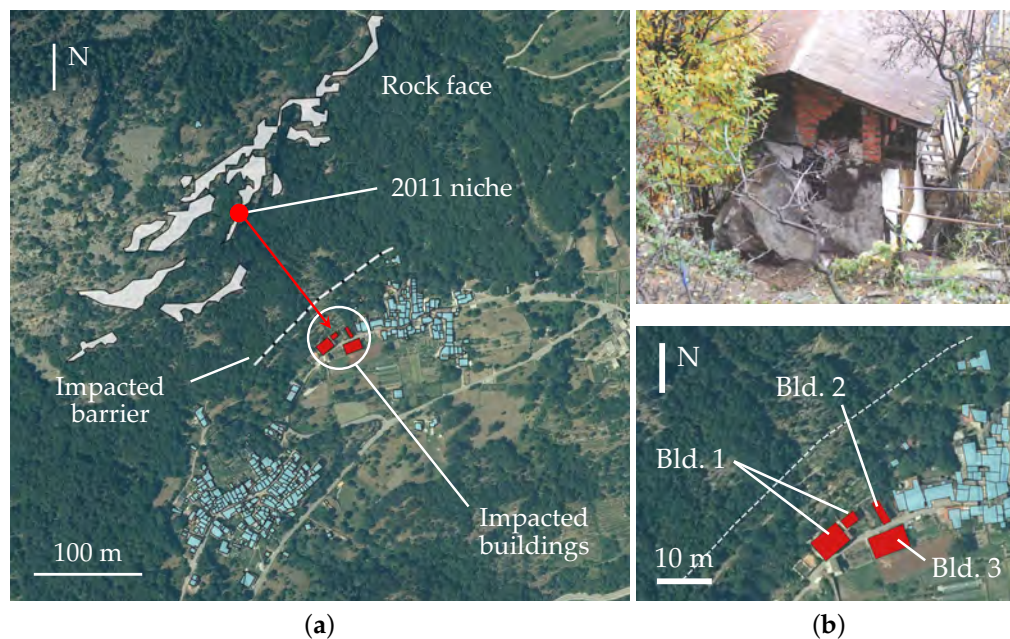 N
Rock face
2011 niche
Impacted
barrier
Impacted
buildings
100 m
(a)
N
Bld. 2
Bld. 1
Bld. 3
10 m
(b)